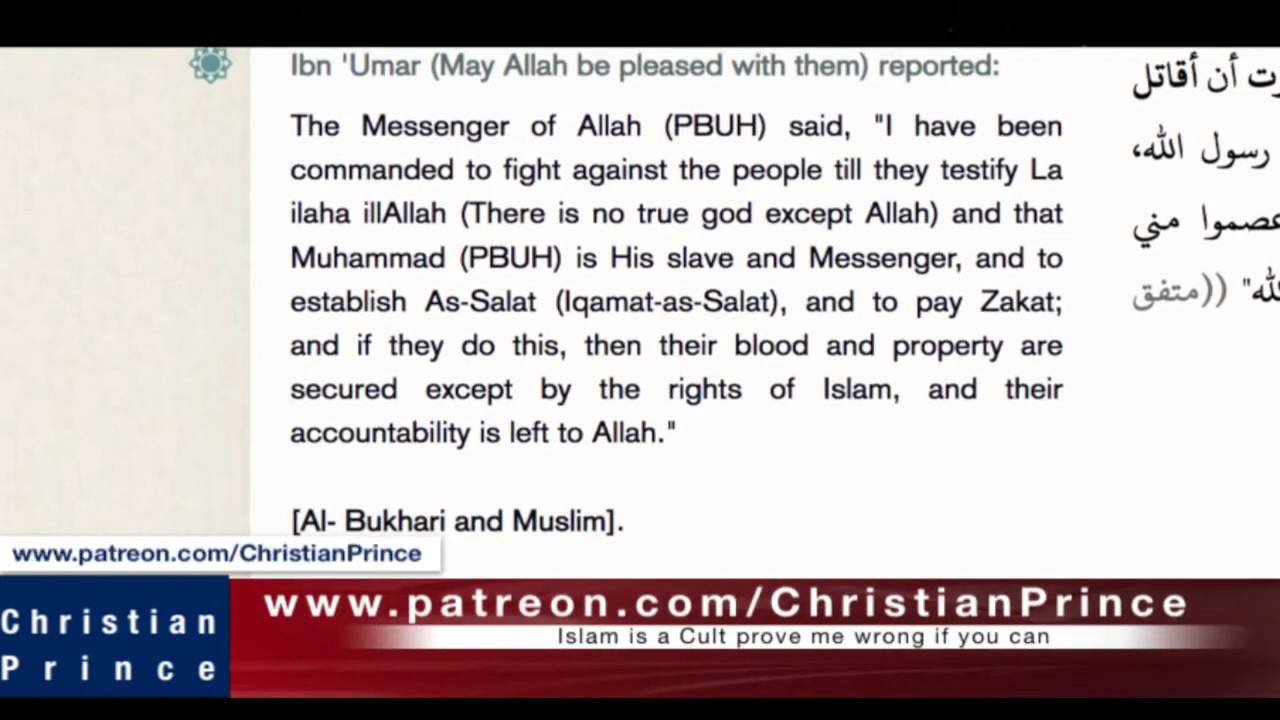 Ibn 'Umar (May Allah be pleased with them) reported:
The Messenger of Allah (PBUH) said, "I have been
commanded to fight against the people till they testify La
ilaha illAllah (There is no true god except Allah) and that
Muhammad (PBUH) is His slave and Messenger, and to
establish As-Salat (Iqamat-as-Salat), and to pay Zakat;
and if they do this, then their blood and property are
secured except by the rights of Islam, and their
accountability is left to Allah."
[Al- Bukhari and Muslim].
أن أقاتل
رسول الله،
مني
((متفق
www.patreon.com/ChristianPrince
Christian
Prince
www.patreon.com/ChristianPrince
Islam is a Cult prove me wrong if you can